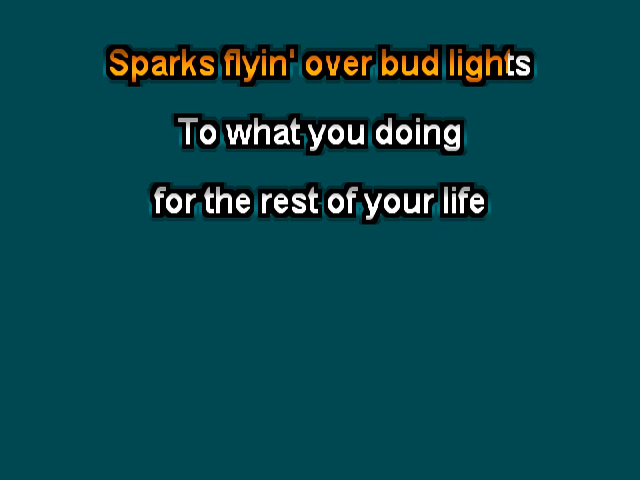 Sparks flyin' over bud lights
To what you doing
for the rest of your life